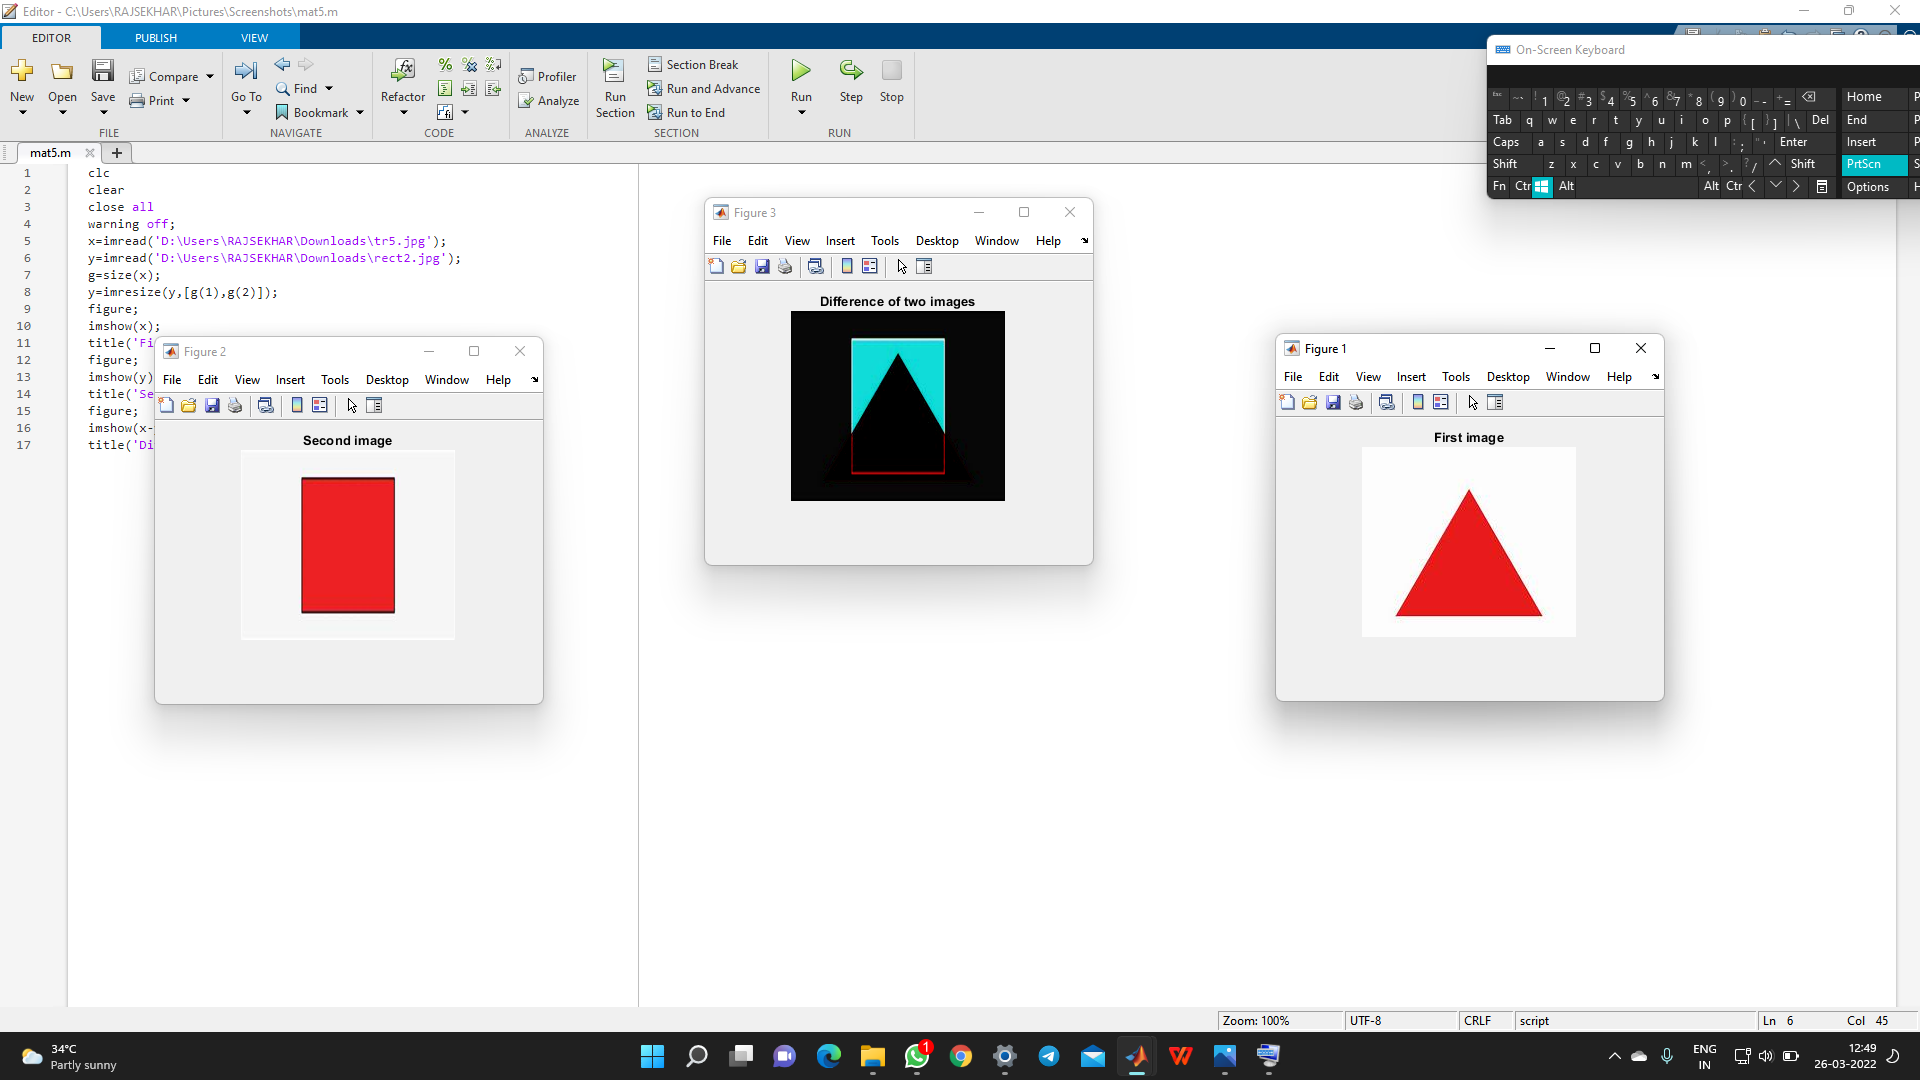 Editor - C:\Users\RAJSEKHAR\Pictures\Screenshots\mat5.m
EDITOR PUBLISH VIEW
New Open Save Compare Print
FILE
Go To Find Bookmark
NAVIGATE
Refactor
CODE
Profiler
Analyze
ANALYZE
Run Section
Section Break
Run and Advance
Run to End
SECTION
Run Step Stop
RUN
On-Screen Keyboard
Esc ~` ! 1 @ 2 # 3 $ 4 % 5 ^ 6 & 7 * 8 ( 9 ) 0 _ - + = Home P
Tab q w e r t y u i o p { [ } ] | \ Del End P
Caps a s d f g h j k l : ; " ' Enter Insert P
Shift z x c v b n m < , > . ? / Shift PrtScn S
Fn Ctr Alt Alt Ctr Options H
mat5.m
1 clc
2 clear
3 close all
4 warning off;
5 x=imread('D:\Users\RAJSEKHAR\Downloads\tr5.jpg');
6 y=imread('D:\Users\RAJSEKHAR\Downloads\rect2.jpg');
7 g=size(x);
8 y=imresize(y,[g(1),g(2)]);
9 figure;
10 imshow(x);
11 title('Fi
12 figure;
13 imshow(y)
14 title('Se
15 figure;
16 imshow(x-
17 title('Di
Figure 2
File Edit View Insert Tools Desktop Window Help
Second image
Figure 3
File Edit View Insert Tools Desktop Window Help
Difference of two images
Figure 1
File Edit View Insert Tools Desktop Window Help
First image
Zoom: 100% UTF-8 CRLF script Ln 6 Col 45
34°C
Partly sunny
1
ENG
IN
12:49
26-03-2022